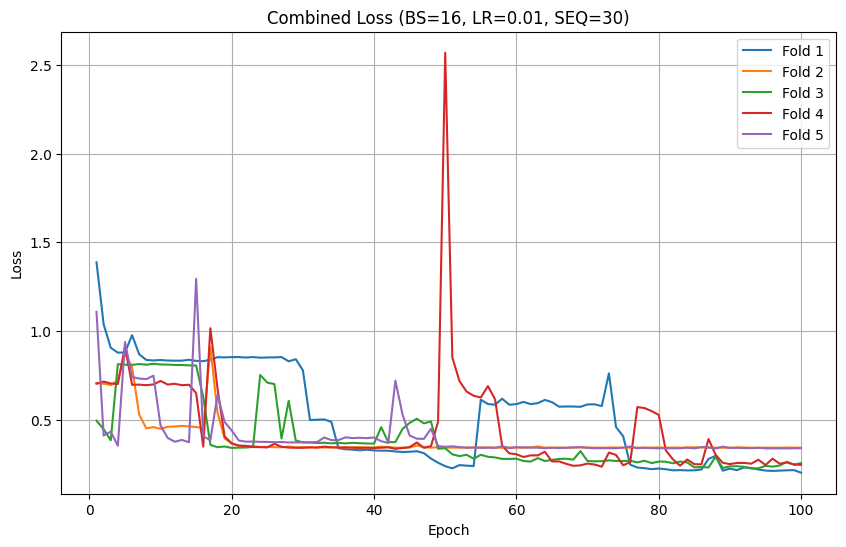 Combined Loss (BS=16, LR=0.01, SEQ=30)
Fold 1
Fold 2
Fold 3
Fold 4
Fold 5
2.5
2.0
1.5
1.0
0.5
Loss
0 20 40 60 80 100
Epoch